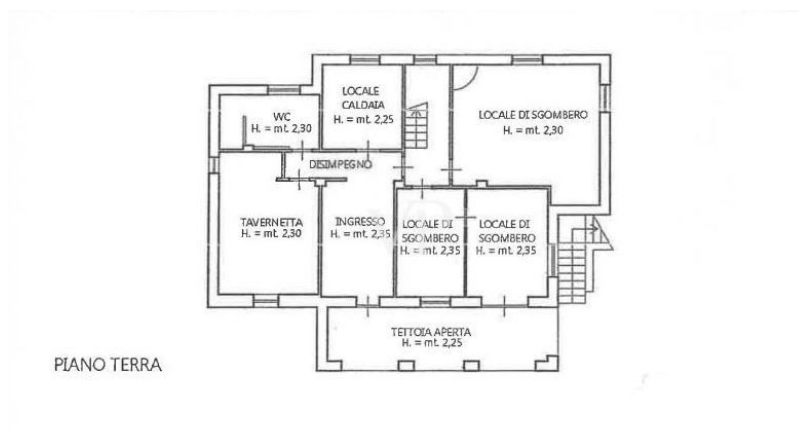 LOCALE
CALDAIA
H. = mt. 2,25
WC
H. = mt. 2,30
LOCALE DI SGOMBERO
H. = mt. 2,30
DISIMPEGNO
TAVERNETTA
H. = mt. 2,30
INGRESSO
H. = mt. 2,35
LOCALE DI
SGOMBERO
H. = mt. 2,35
LOCALE DI
SGOMBERO
H. = mt. 2,35
TETTOIA APERTA
H. = mt. 2,25
PIANO TERRA